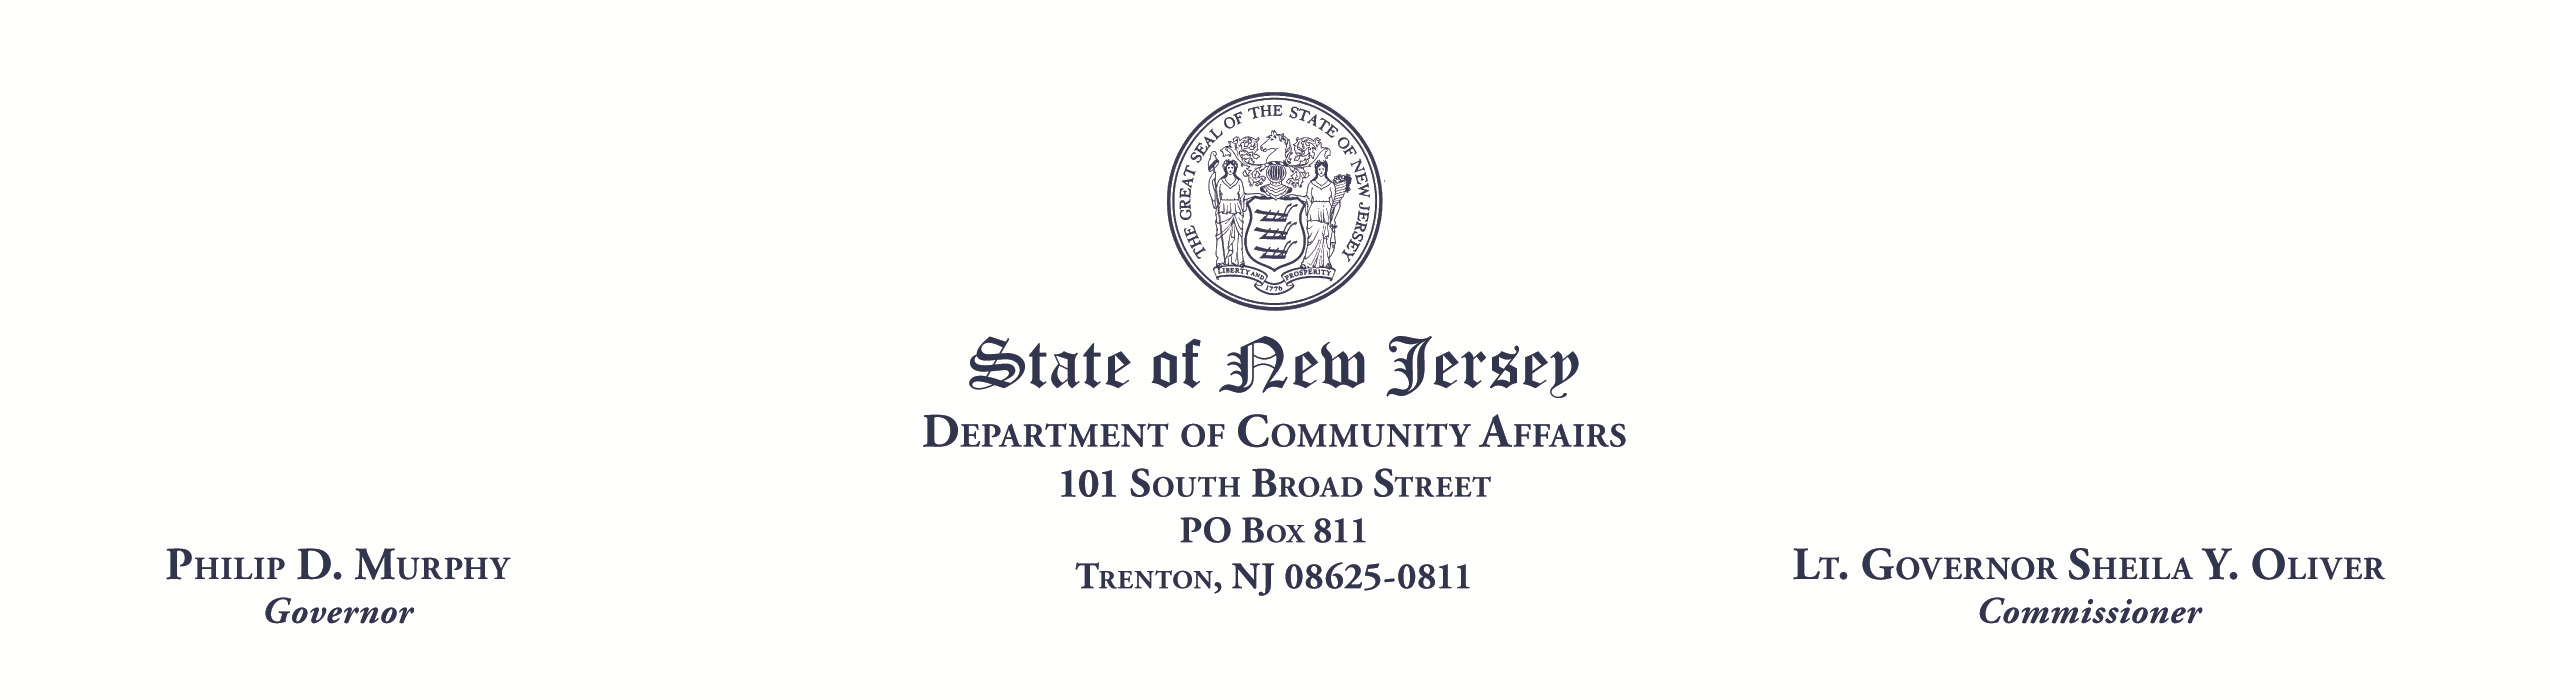 THE GREAT SEAL OF THE STATE OF NEW JERSEY
LIBERTY AND PROSPERITY
1776
State of New Jersey
DEPARTMENT OF COMMUNITY AFFAIRS
101 SOUTH BROAD STREET
PO BOX 811
TRENTON, NJ 08625-0811
PHILIP D. MURPHY
Governor
LT. GOVERNOR SHEILA Y. OLIVER
Commissioner